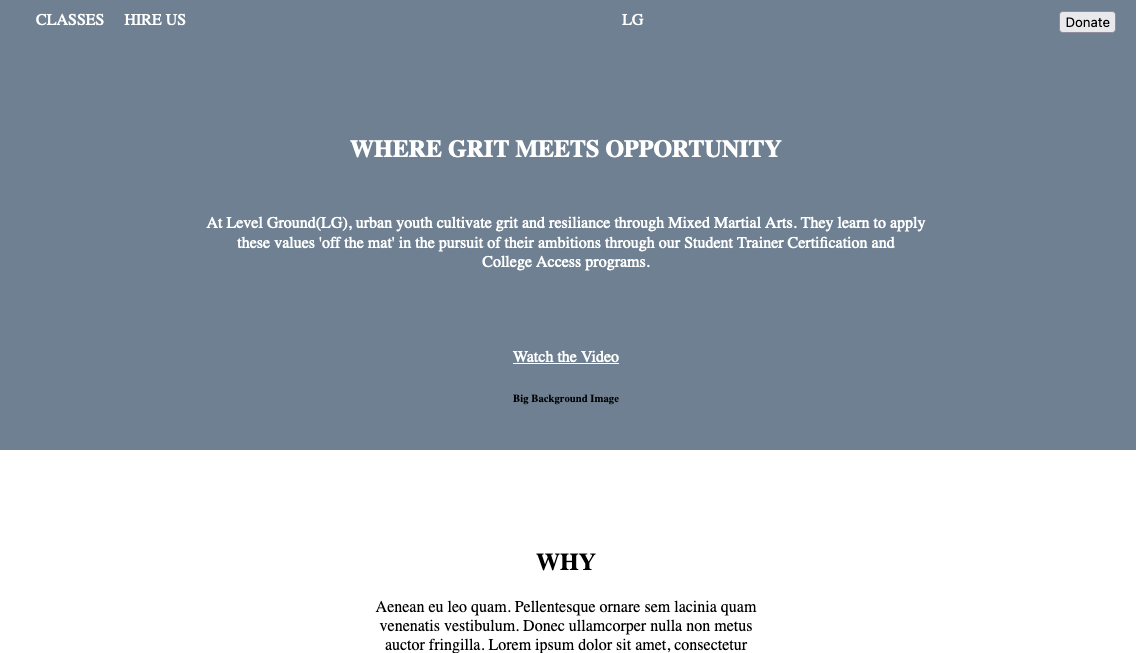 CLASSES HIRE US LG Donate
WHERE GRIT MEETS OPPORTUNITY
At Level Ground(LG), urban youth cultivate grit and resiliance through Mixed Martial Arts. They learn to apply
these values 'off the mat' in the pursuit of their ambitions through our Student Trainer Certification and
College Access programs.
Watch the Video
Big Background Image
WHY
Aenean eu leo quam. Pellentesque ornare sem lacinia quam
venenatis vestibulum. Donec ullamcorper nulla non metus
auctor fringilla. Lorem ipsum dolor sit amet, consectetur